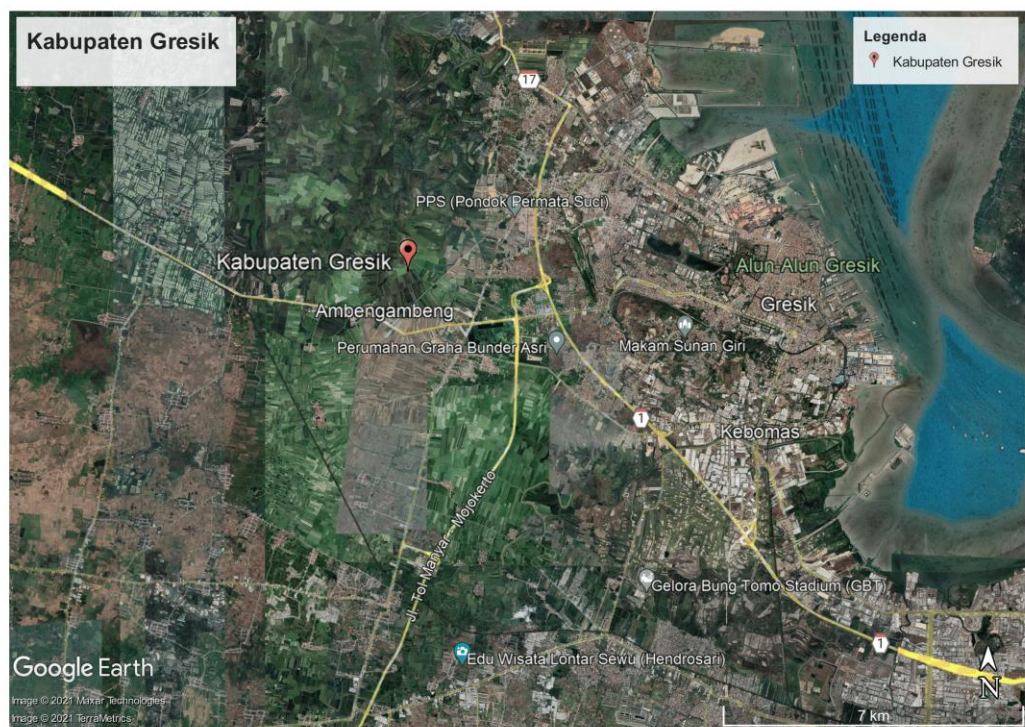 Kabupaten Gresik
Legenda
Kabupaten Gresik
17
PPS (Pondok Permata Suci)
Kabupaten Gresik
Alun-Alun Gresik
Ambengambeng
Gresik
Perumahan Graha Bunder Asri
Makam Sunan Giri
1
Kebomas
Jl. Tol Manyar - Mojokerto
Gelora Bung Tomo Stadium (GBT)
1
Edu Wisata Lontar Sewu (Hendrosari)
Google Earth
N
Image © 2021 Maxar Technologies
Image © 2021 TerraMetrics
7 km